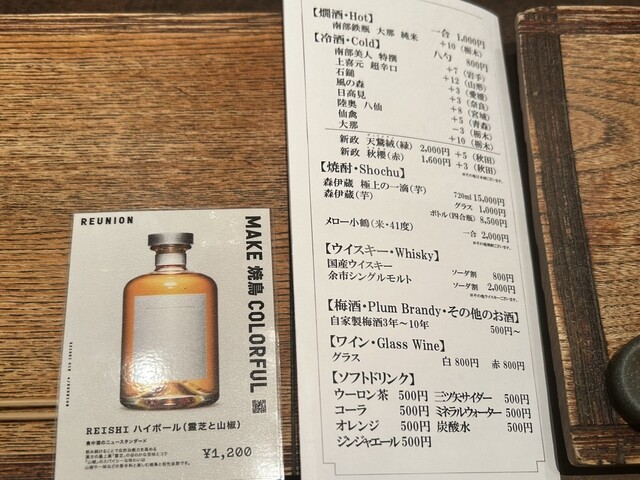 REUNION
MAKE 焼鳥 COLORFUL
REISHI ハイボール(霊芝と山椒)
¥1,200
【燗酒・Hot】 一合 1,000円
南部鉄瓶 大那 純米 +10 (栃木)
【冷酒・Cold】 八勺 800円
南部美人 特撰 +7 (岩手)
上喜元 超辛口 +12 (山形)
石鎚 +3 (愛媛)
風の森 +3 (奈良)
日高見 +8 (宮城)
陸奥 八仙 +5 (青森)
仙禽 -3 (栃木)
大那 +10 (栃木)
新政 天鷲絨(緑) 2,000円 +5 (秋田)
新政 秋櫻(赤) 1,600円 +3 (秋田)
【焼酎・Shochu】
森伊蔵 極上の一滴(芋) 720ml 15,000円
森伊蔵(芋) グラス 1,000円
ボトル(四合瓶) 8,500円
メロー小鶴(米・41度) 一合 2,000円
【ウイスキー・Whisky】
国産ウイスキー ソーダ割 800円
余市シングルモルト ソーダ割 2,000円
【梅酒・Plum Brandy・その他のお酒】
自家製梅酒3年~10年 500円~
【ワイン・Glass Wine】
グラス 白 800円 赤 800円
【ソフトドリンク】
ウーロン茶 500円 三ツ矢サイダー 500円
コーラ 500円 ミネラルウォーター 500円
オレンジ 500円 炭酸水 500円
ジンジャエール 500円